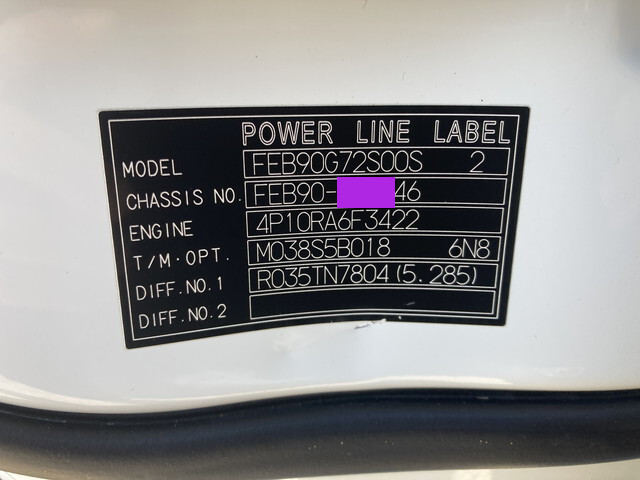 POWER LINE LABEL
MODEL FEB90G72S00S 2
CHASSIS NO. FEB90- 46
ENGINE 4P10RA6F3422
T/M·OPT. M038S5B018 6N8
DIFF.NO.1 R035TN7804(5.285)
DIFF.NO.2